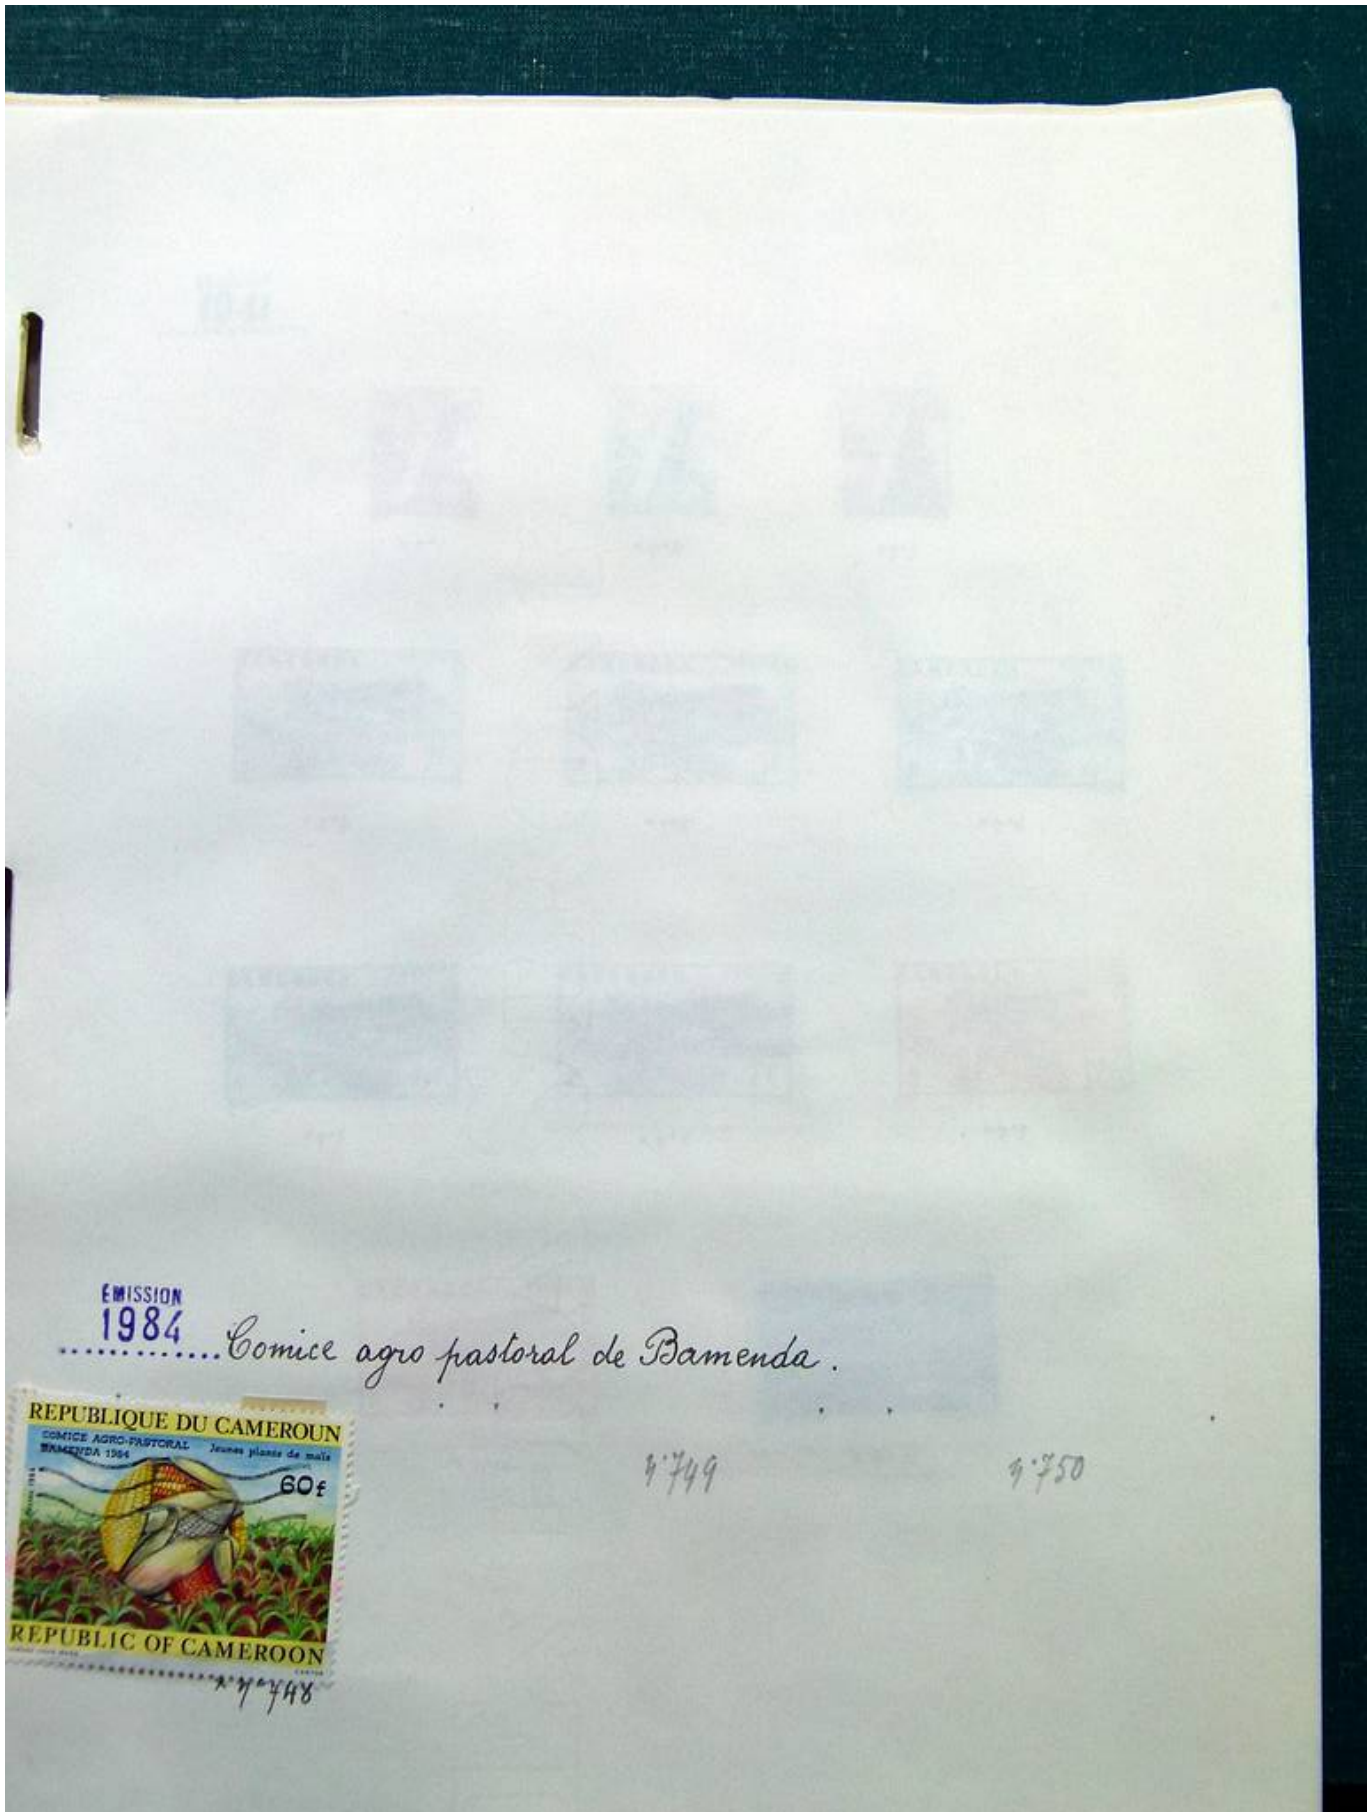 ÉMISSION
1984
Comice agro pastoral de Bamenda.
REPUBLIQUE DU CAMEROUN
COMICE AGRO-PASTORAL
BAMENDA 1984
Jeunes plants de maïs
60f
REPUBLIC OF CAMEROON
n°748
n°749
n°750